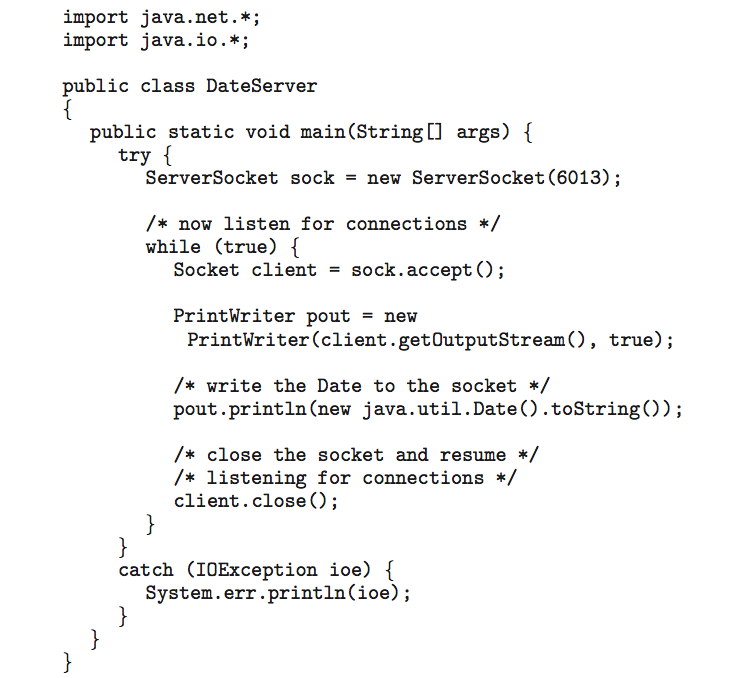 import java.net.*;
import java.io.*;

public class DateServer
{
   public static void main(String[] args) {
      try {
         ServerSocket sock = new ServerSocket(6013);

         /* now listen for connections */
         while (true) {
            Socket client = sock.accept();

            PrintWriter pout = new
             PrintWriter(client.getOutputStream(), true);

            /* write the Date to the socket */
            pout.println(new java.util.Date().toString());

            /* close the socket and resume */
            /* listening for connections */
            client.close();
         }
      }
      catch (IOException ioe) {
         System.err.println(ioe);
      }
   }
}